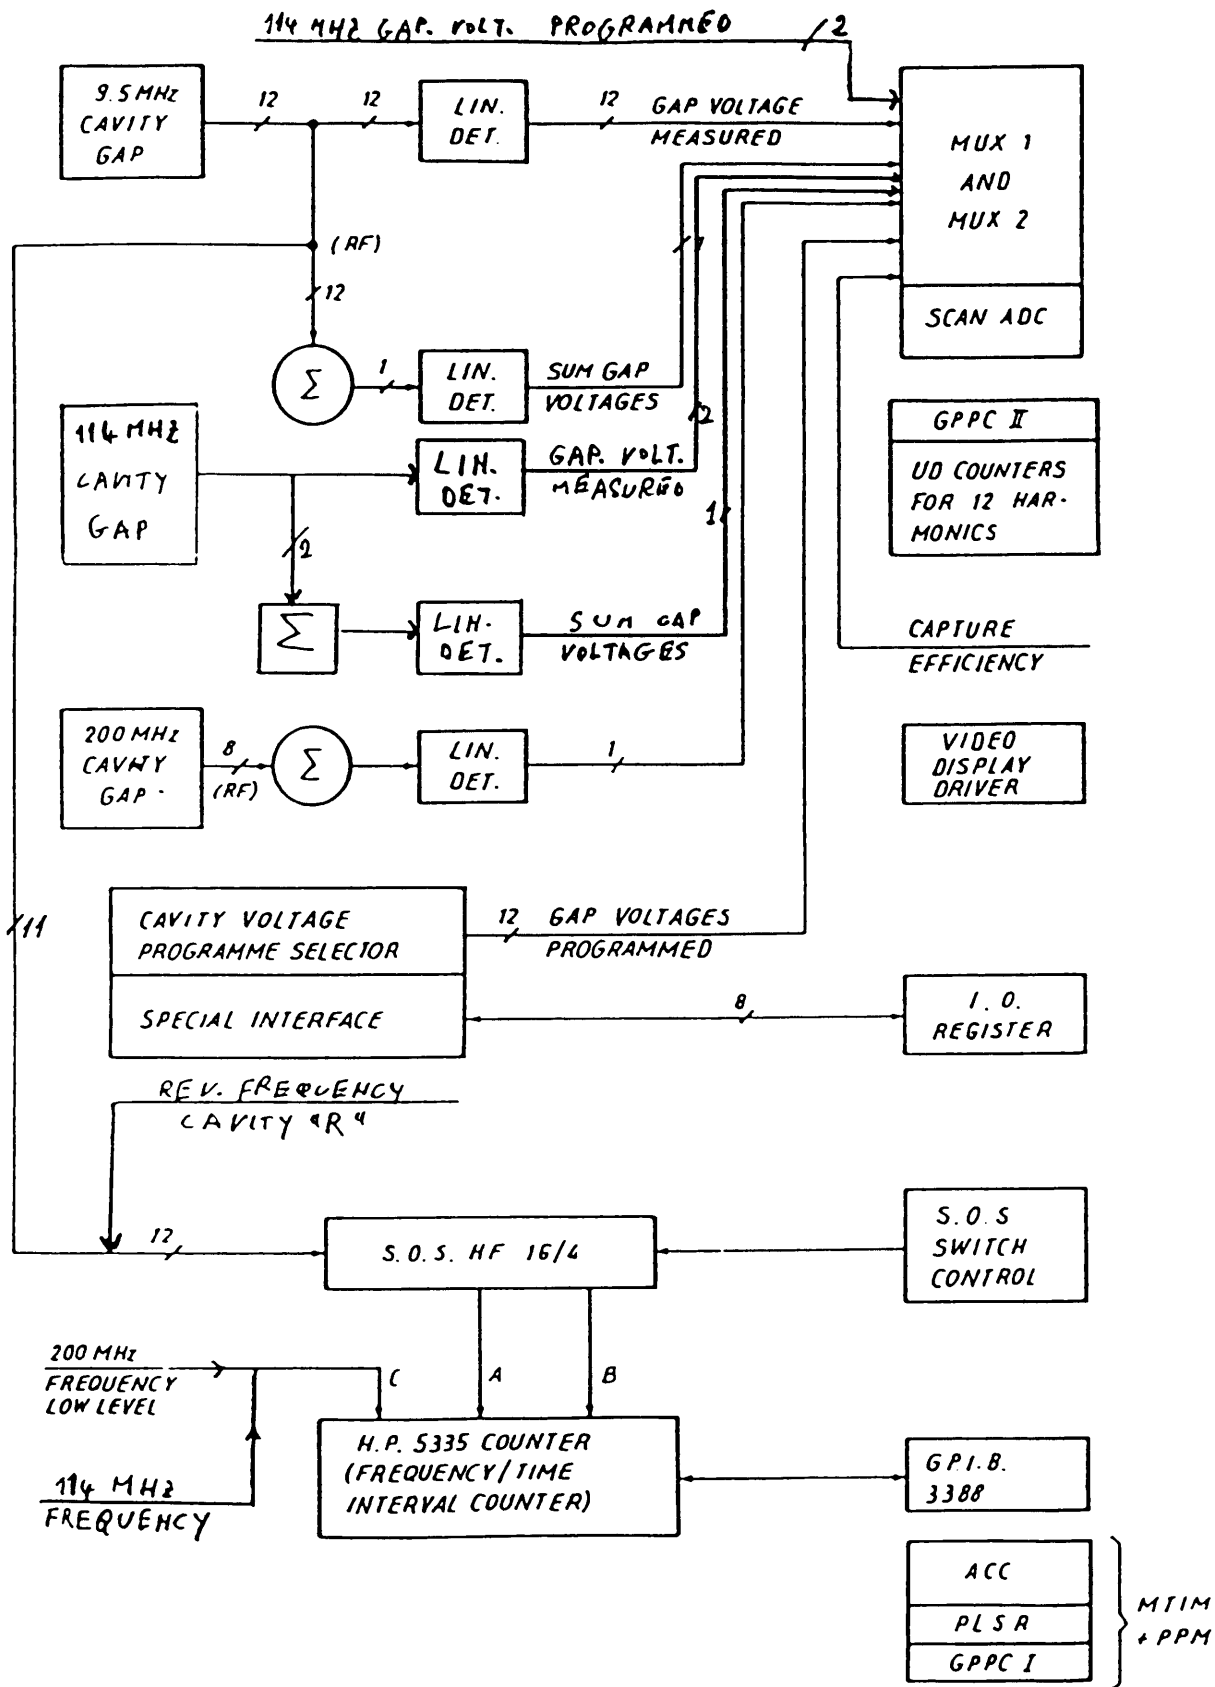 114 MHZ GAP. VOLT. PROGRAMMED
2
9.5 MHz
CAVITY
GAP
12
12
LIN.
DET.
12
GAP VOLTAGE
MEASURED
MUX 1
AND
MUX 2
SCAN ADC
(RF)
12
1
Σ
1
LIN.
DET.
SUM GAP
VOLTAGES
2
114 MHZ
CAVITY
GAP
LIN.
DET.
GAP. VOLT.
MEASURED
1
2
Σ
LIN.
DET.
SUM GAP
VOLTAGES
GPPC II
UD COUNTERS
FOR 12 HAR-
MONICS
CAPTURE
EFFICIENCY
200 MHz
CAVITY
GAP
8
(RF)
Σ
LIN.
DET.
1
VIDEO
DISPLAY
DRIVER
11
CAVITY VOLTAGE
PROGRAMME SELECTOR
SPECIAL INTERFACE
12
GAP VOLTAGES
PROGRAMMED
8
I. O.
REGISTER
REV. FREQUENCY
CAVITY "R"
12
S.O.S. HF 16/4
S.O.S
SWITCH
CONTROL
200 MHz
FREQUENCY
LOW LEVEL
C
A
B
114 MHZ
FREQUENCY
H.P. 5335 COUNTER
(FREQUENCY/TIME
INTERVAL COUNTER)
G.P.I.B.
3388
ACC
PLSR
GPPC I
MTIM
+ PPM